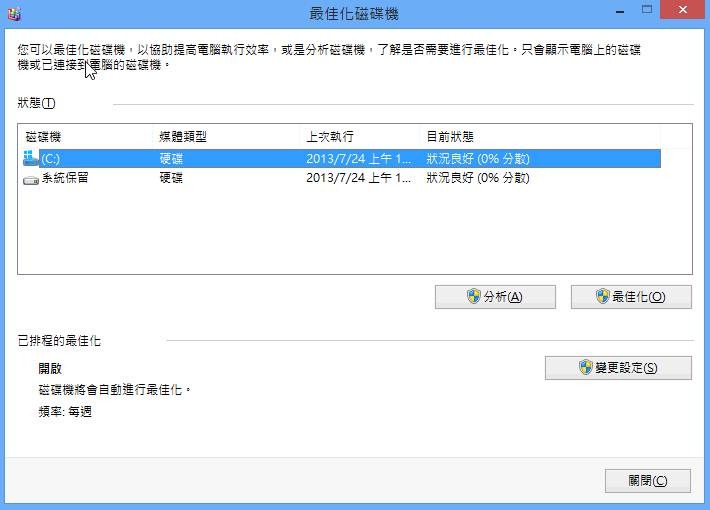 最佳化磁碟機
您可以最佳化磁碟機，以協助提高電腦執行效率，或是分析磁碟機，了解是否需要進行最佳化。只會顯示電腦上的磁碟
機或已連接到電腦的磁碟機。
狀態(T)
磁碟機 媒體類型 上次執行 目前狀態
(C:) 硬碟 2013/7/24 上午 1... 狀況良好 (0% 分散)
系統保留 硬碟 2013/7/24 上午 1... 狀況良好 (0% 分散)
分析(A) 最佳化(O)
已排程的最佳化
開啟
變更設定(S)
磁碟機將會自動進行最佳化。
頻率: 每週
關閉(C)